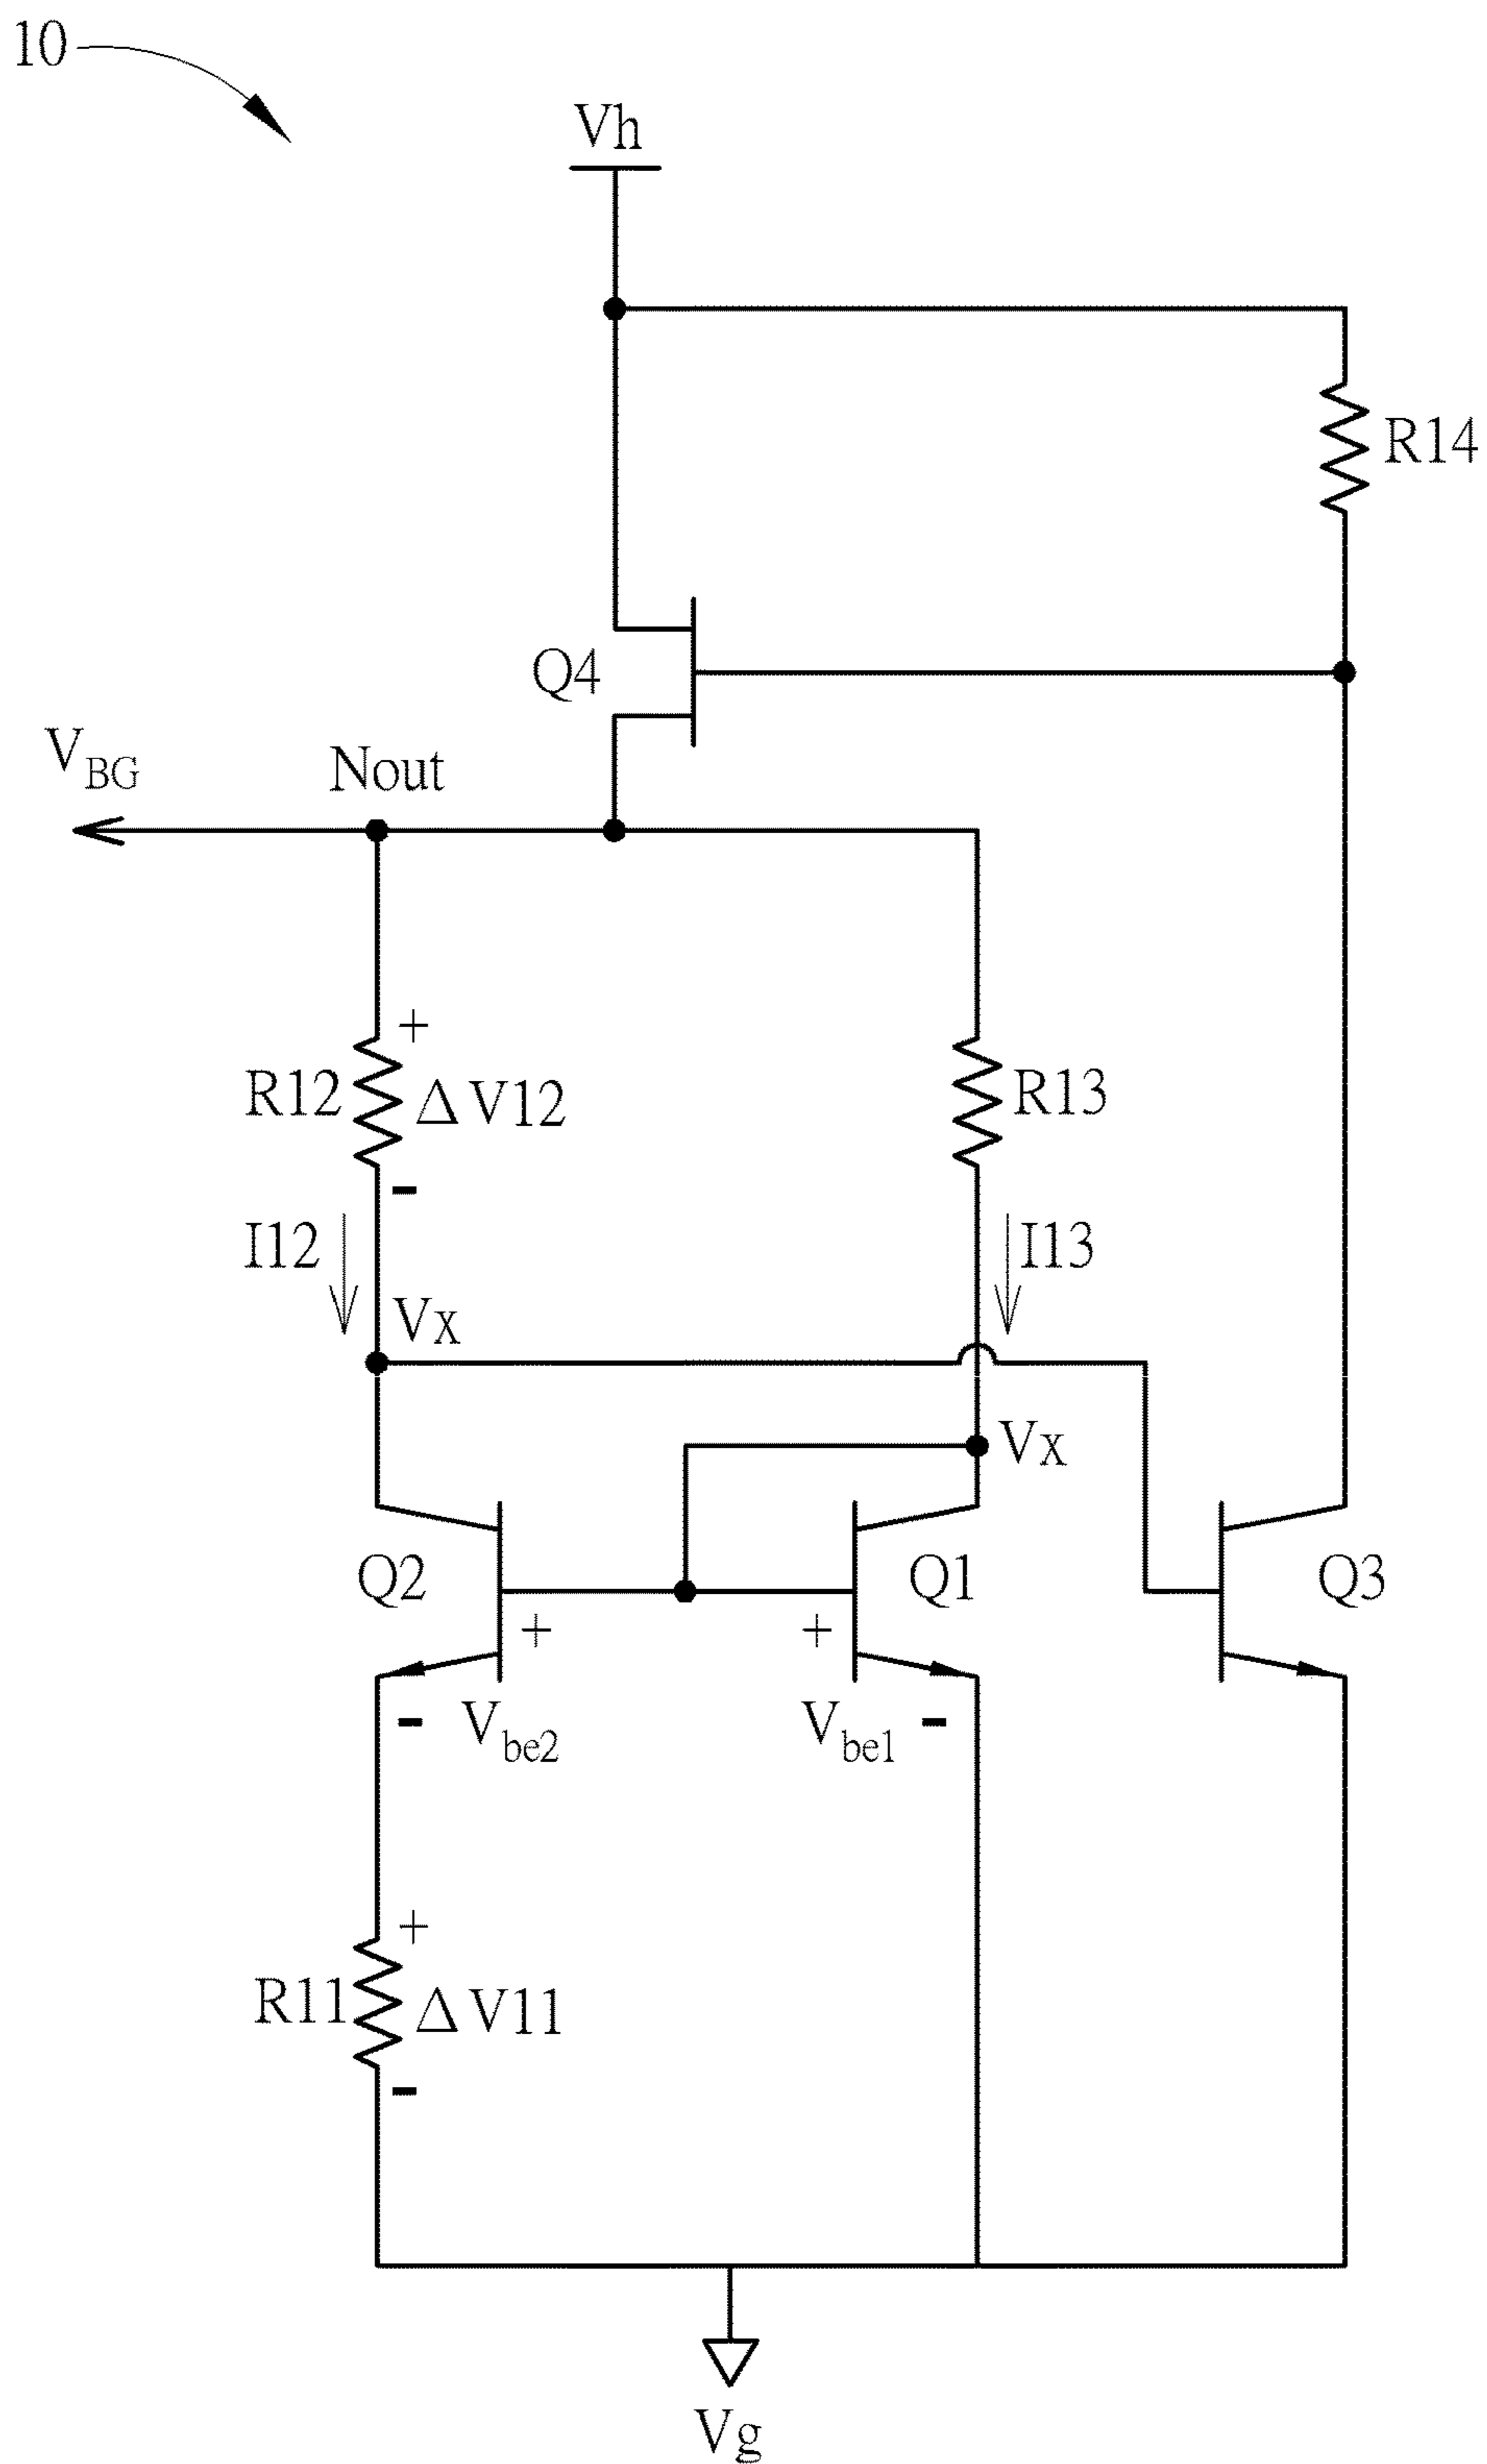 10
Vh
R14
Q4
VBG
Nout
+
R12
ΔV12
R13
-
I12
I13
VX
VX
Q2
Q1
Q3
+
+
-
Vbe2
Vbe1
-
+
R11
ΔV11
-
Vg